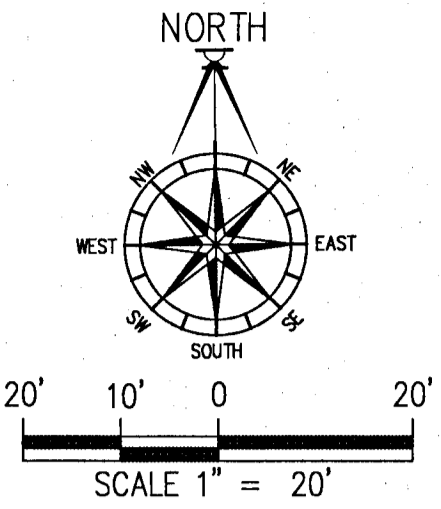 NORTH
NW NE
WEST EAST
SW SE
SOUTH
20' 10' 0 20'
SCALE 1" = 20'